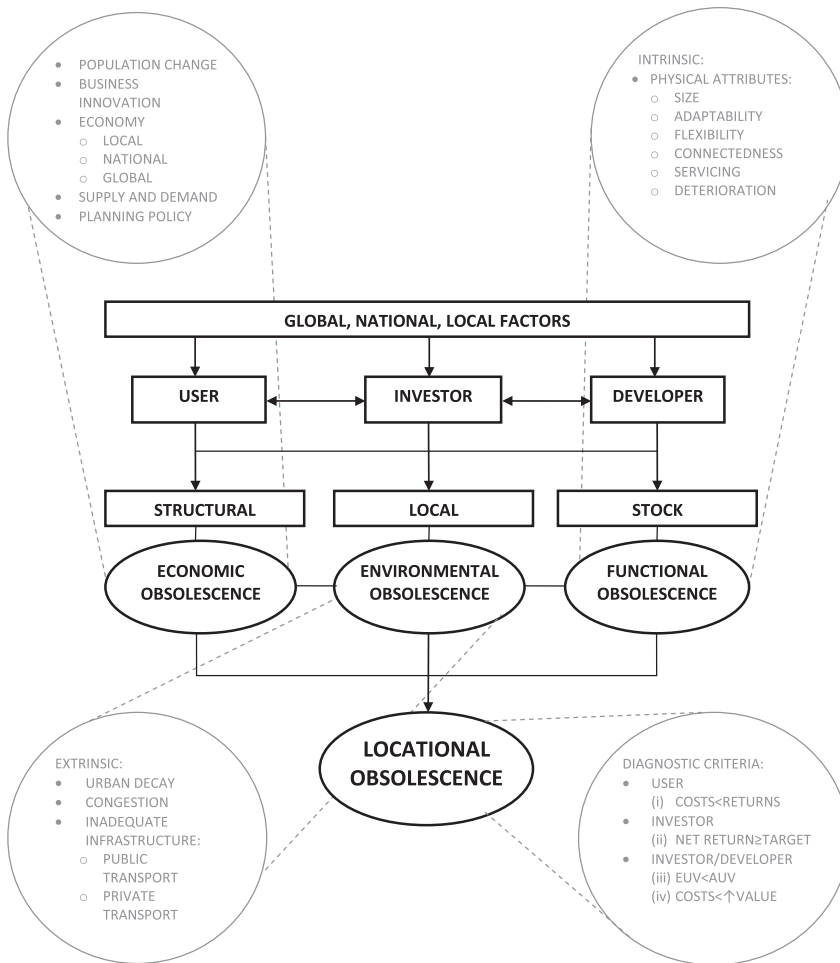 • POPULATION CHANGE
• BUSINESS
INNOVATION
• ECONOMY
○ LOCAL
○ NATIONAL
○ GLOBAL
• SUPPLY AND DEMAND
• PLANNING POLICY
INTRINSIC:
• PHYSICAL ATTRIBUTES:
○ SIZE
○ ADAPTABILITY
○ FLEXIBILITY
○ CONNECTEDNESS
○ SERVICING
○ DETERIORATION
GLOBAL, NATIONAL, LOCAL FACTORS
USER
INVESTOR
DEVELOPER
STRUCTURAL
LOCAL
STOCK
ECONOMIC
OBSOLESCENCE
ENVIRONMENTAL
OBSOLESCENCE
FUNCTIONAL
OBSOLESCENCE
LOCATIONAL
OBSOLESCENCE
EXTRINSIC:
• URBAN DECAY
• CONGESTION
• INADEQUATE
INFRASTRUCTURE:
○ PUBLIC
TRANSPORT
○ PRIVATE
TRANSPORT
DIAGNOSTIC CRITERIA:
• USER
(i) COSTS<RETURNS
• INVESTOR
(ii) NET RETURN≥TARGET
• INVESTOR/DEVELOPER
(iii) EUV<AUV
(iv) COSTS<↑VALUE